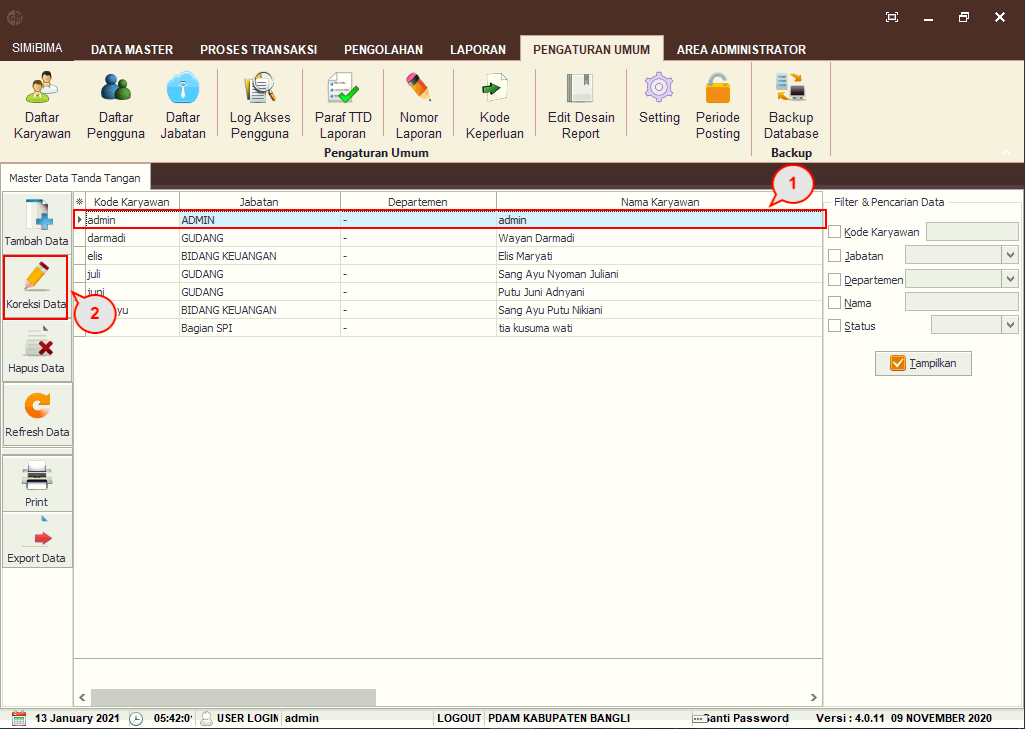 SIMiBIMA DATA MASTER PROSES TRANSAKSI PENGOLAHAN LAPORAN PENGATURAN UMUM AREA ADMINISTRATOR
Daftar Karyawan
Daftar Pengguna
Daftar Jabatan
Log Akses Pengguna
Paraf TTD Laporan
Nomor Laporan
Kode Keperluan
Edit Desain Report
Setting
Periode Posting
Backup Database
Pengaturan Umum
Backup
Master Data Tanda Tangan
1
Tambah Data
Koreksi Data
2
Hapus Data
Refresh Data
Print
Export Data
Kode Karyawan Jabatan Departemen Nama Karyawan
admin ADMIN - admin
darmadi GUDANG - Wayan Darmadi
elis BIDANG KEUANGAN - Elis Maryati
juli GUDANG - Sang Ayu Nyoman Juliani
juni GUDANG - Putu Juni Adnyani
yu BIDANG KEUANGAN - Sang Ayu Putu Nikiani
Bagian SPI - tia kusuma wati
Filter & Pencarian Data
Kode Karyawan
Jabatan
Departemen
Nama
Status
Tampilkan
13 January 2021 05:42:0 USER LOGIN admin LOGOUT PDAM KABUPATEN BANGLI Ganti Password Versi : 4.0.11 09 NOVEMBER 2020